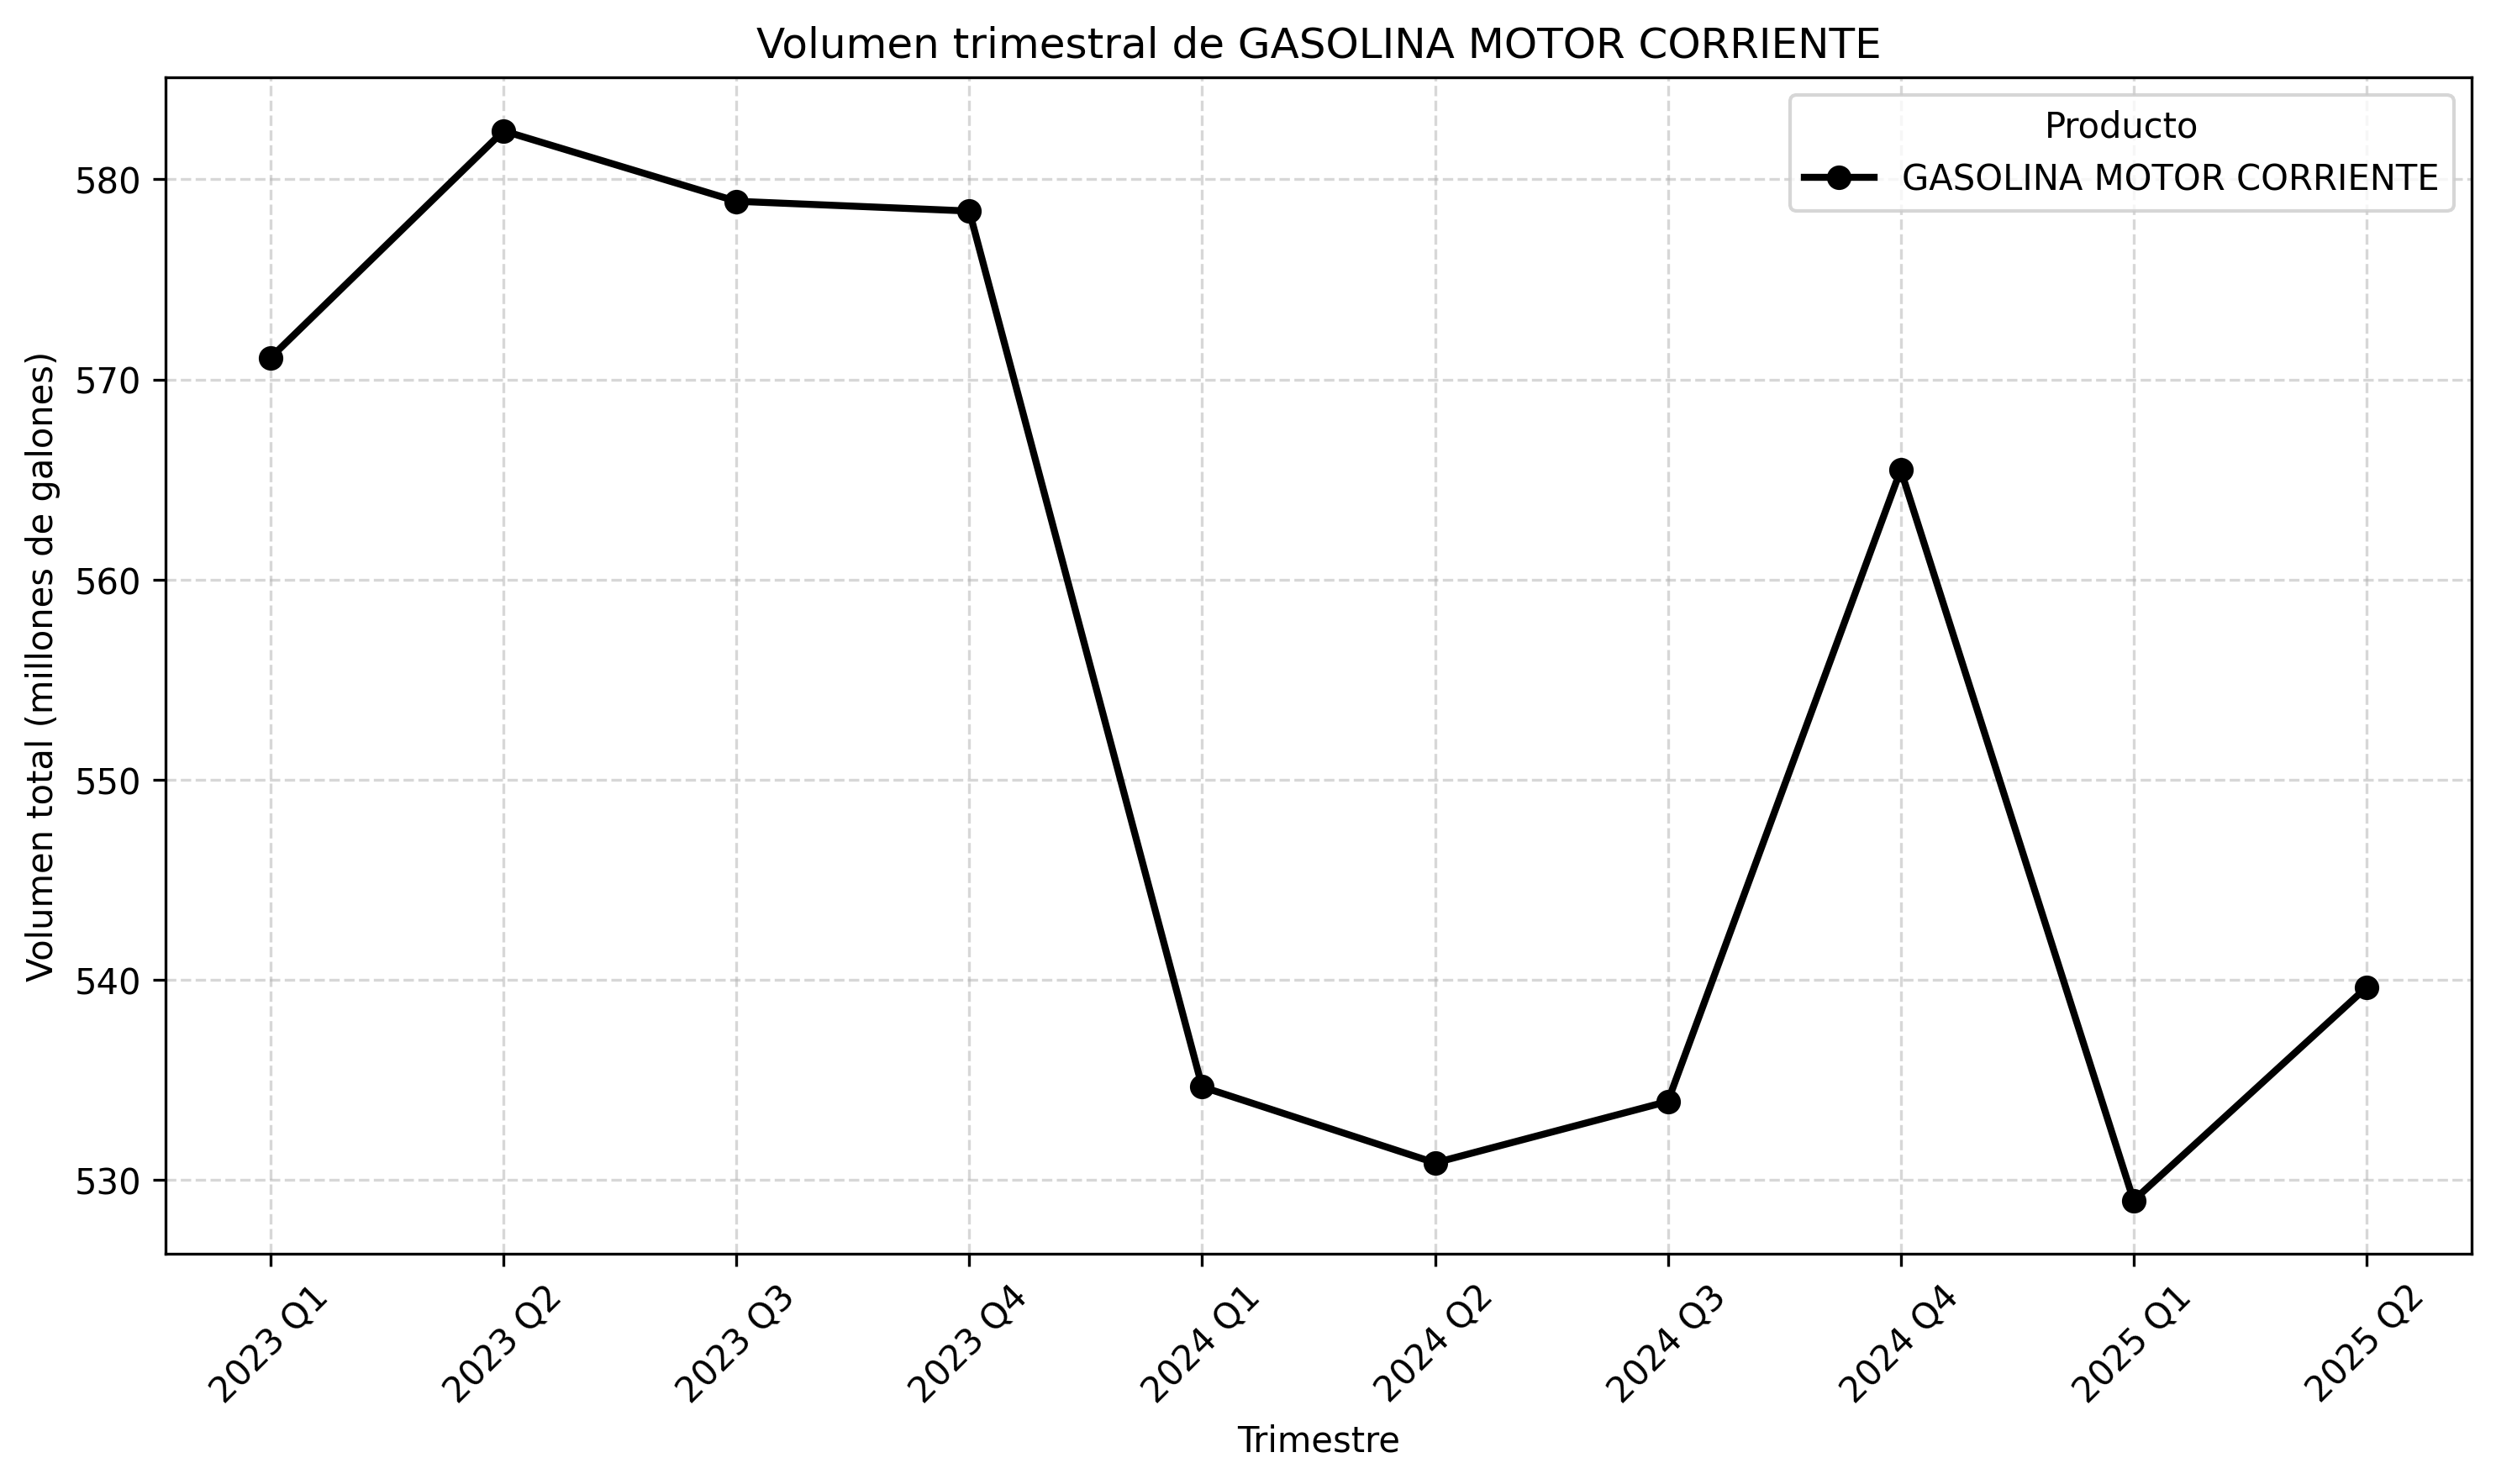 Volumen trimestral de GASOLINA MOTOR CORRIENTE
Producto
GASOLINA MOTOR CORRIENTE
Volumen total (millones de galones)
580
570
560
550
540
530
2023 Q1
2023 Q2
2023 Q3
2023 Q4
2024 Q1
2024 Q2
2024 Q3
2024 Q4
2025 Q1
2025 Q2
Trimestre